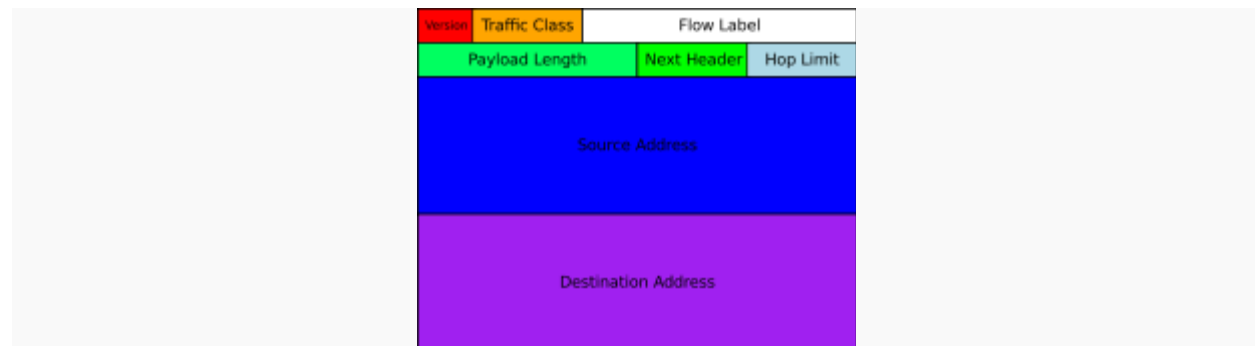 Version Traffic Class Flow Label
Payload Length Next Header Hop Limit
Source Address
Destination Address